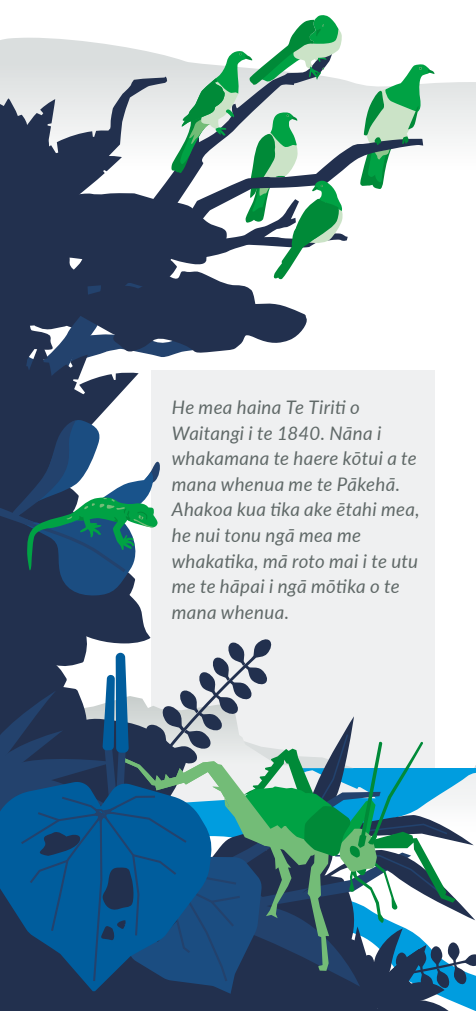 He mea haina Te Tiriti o
Waitangi i te 1840. Nāna i
whakamana te haere kōtui a te
mana whenua me te Pākehā.
Ahakoa kua tika ake ētahi mea,
he nui tonu ngā mea me
whakatika, mā roto mai i te utu
me te hāpai i ngā mōtika o te
mana whenua.